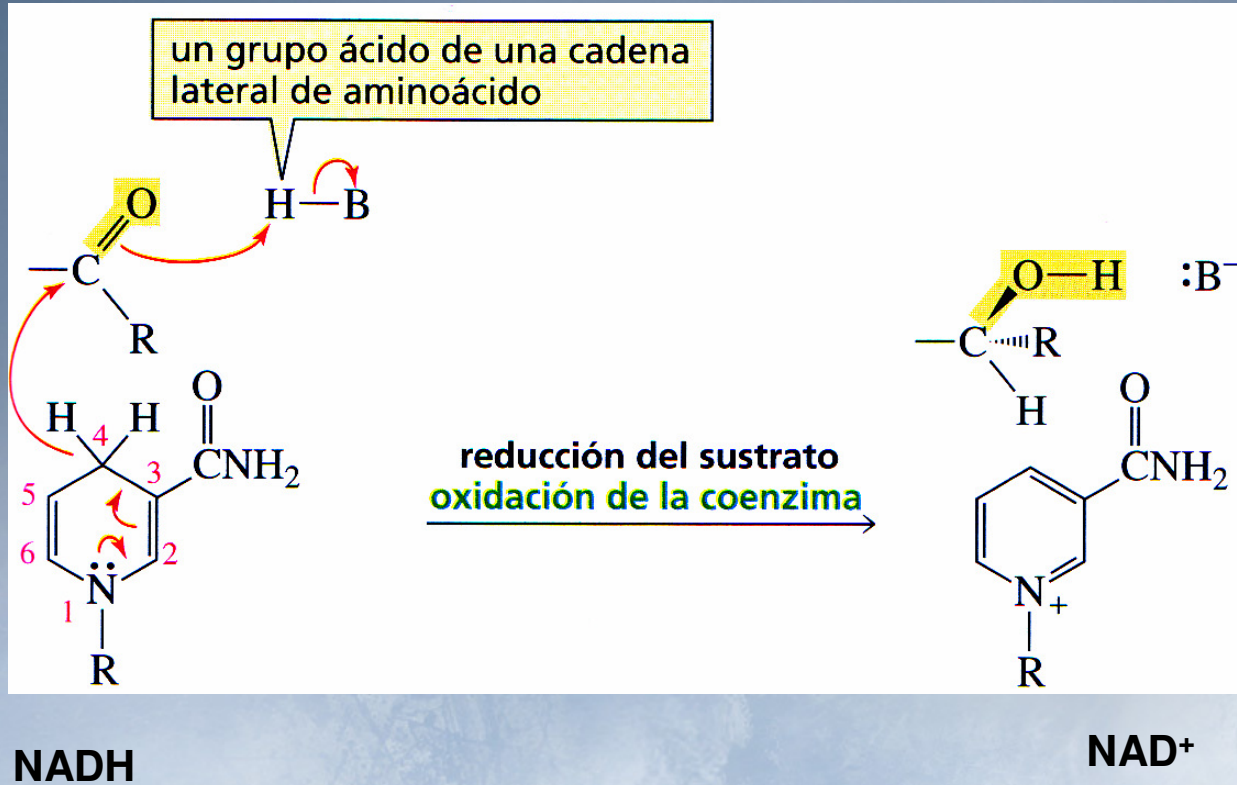 un grupo ácido de una cadena
lateral de aminoácido
O
H—B
C
R
O
H H
4
3
CNH₂
5
6
2
N
1
R
reducción del sustrato
oxidación de la coenzima
O—H :B⁻
C R
H
O
CNH₂
N+
R
NADH
NAD⁺